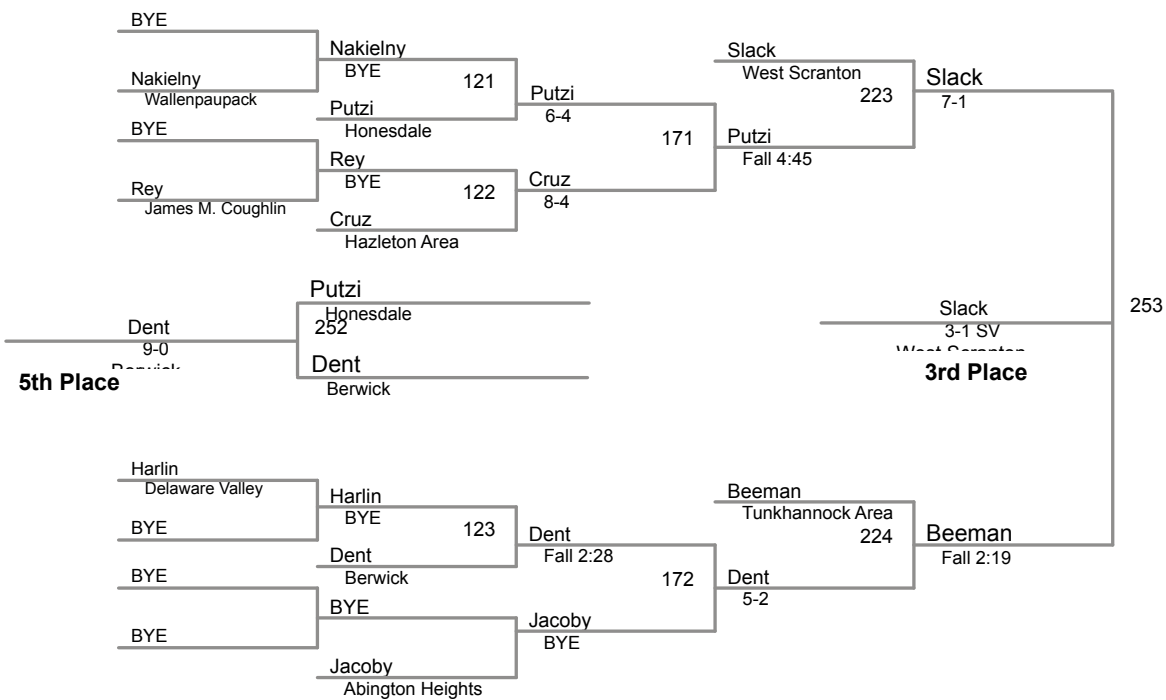 BYE
Nakielny
Wallenpaupack
Nakielny
BYE
121
Putzi
Honesdale
Putzi
6-4
BYE
Rey
James M. Coughlin
Rey
BYE
122
Cruz
Hazleton Area
Cruz
8-4
171
Slack
West Scranton
223
Putzi
Fall 4:45
Slack
7-1
Putzi
Honesdale
252
Dent
Berwick
Dent
9-0
Berwick
5th Place
Slack
3-1 SV
West Scranton
3rd Place
253
Harlin
Delaware Valley
BYE
Harlin
BYE
123
Dent
Berwick
Dent
Fall 2:28
BYE
BYE
BYE
Jacoby
Abington Heights
Jacoby
BYE
172
Beeman
Tunkhannock Area
224
Dent
5-2
Beeman
Fall 2:19